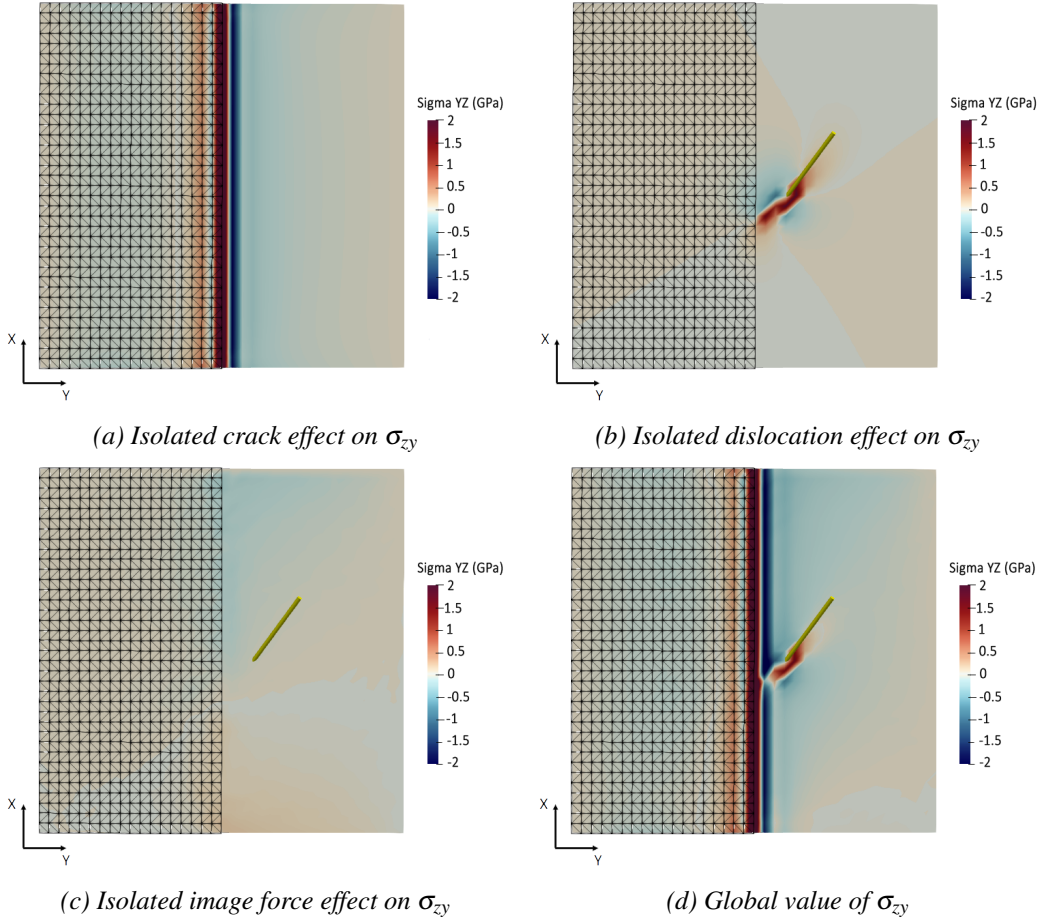 Sigma YZ (GPa)
2
1.5
1
0.5
0
-0.5
-1
-1.5
-2
X
Y
(a) Isolated crack effect on σzy
Sigma YZ (GPa)
2
1.5
1
0.5
0
-0.5
-1
-1.5
-2
X
Y
(b) Isolated dislocation effect on σzy
Sigma YZ (GPa)
2
1.5
1
0.5
0
-0.5
-1
-1.5
-2
X
Y
(c) Isolated image force effect on σzy
Sigma YZ (GPa)
2
1.5
1
0.5
0
-0.5
-1
-1.5
-2
X
Y
(d) Global value of σzy